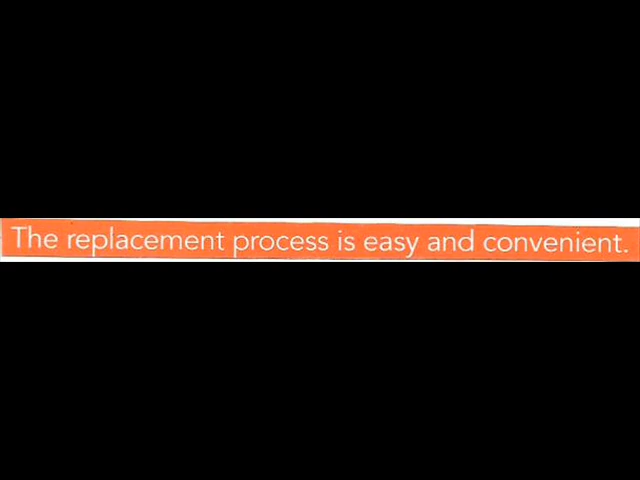 The replacement process is easy and convenient.